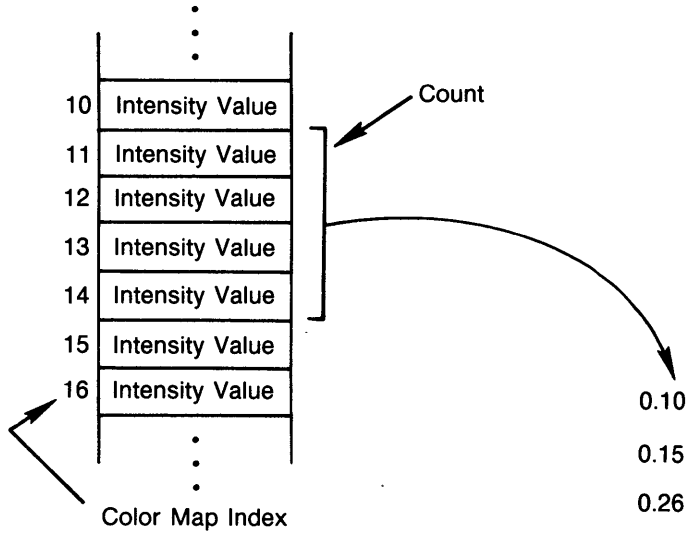 10 Intensity Value
Count
11 Intensity Value
12 Intensity Value
13 Intensity Value
14 Intensity Value
15 Intensity Value
16 Intensity Value
0.10
0.15
0.26
Color Map Index